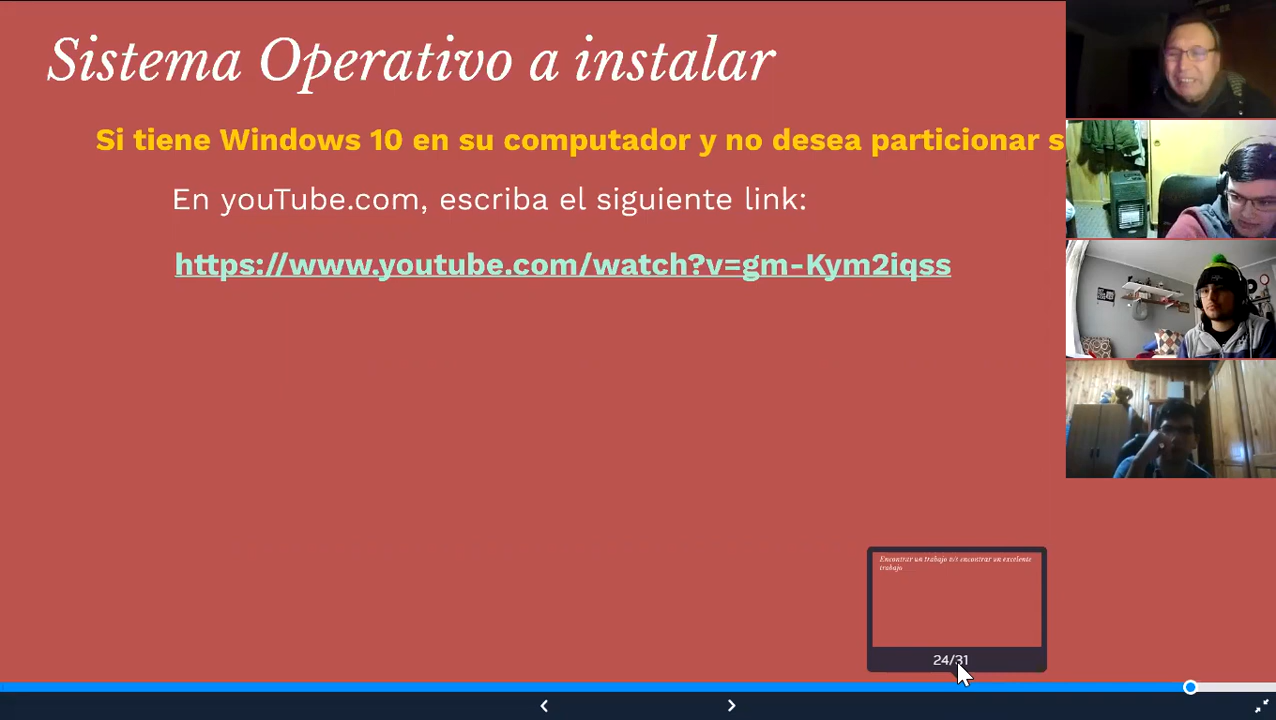 Sistema Operativo a instalar
Si tiene Windows 10 en su computador y no desea particionar s
En youTube.com, escriba el siguiente link:
https://www.youtube.com/watch?v=gm-Kym2iqss
Encontrar un trabajo v/s encontrar un excelente
trabajo
24/31